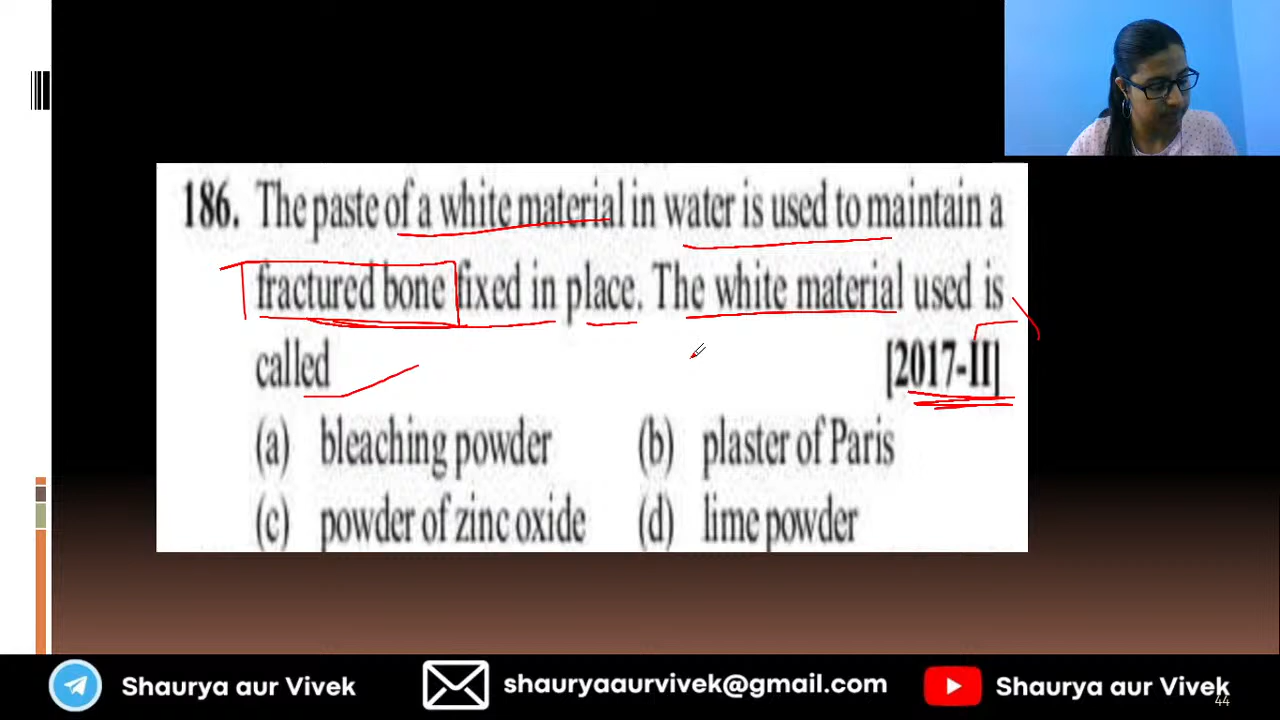 186. The paste of a white material in water is used to maintain a
fractured bone fixed in place. The white material used is
called [2017-II]
(a) bleaching powder (b) plaster of Paris
(c) powder of zinc oxide (d) lime powder
Shaurya aur Vivek shauryaaurvivek@gmail.com Shaurya aur Vivek
44